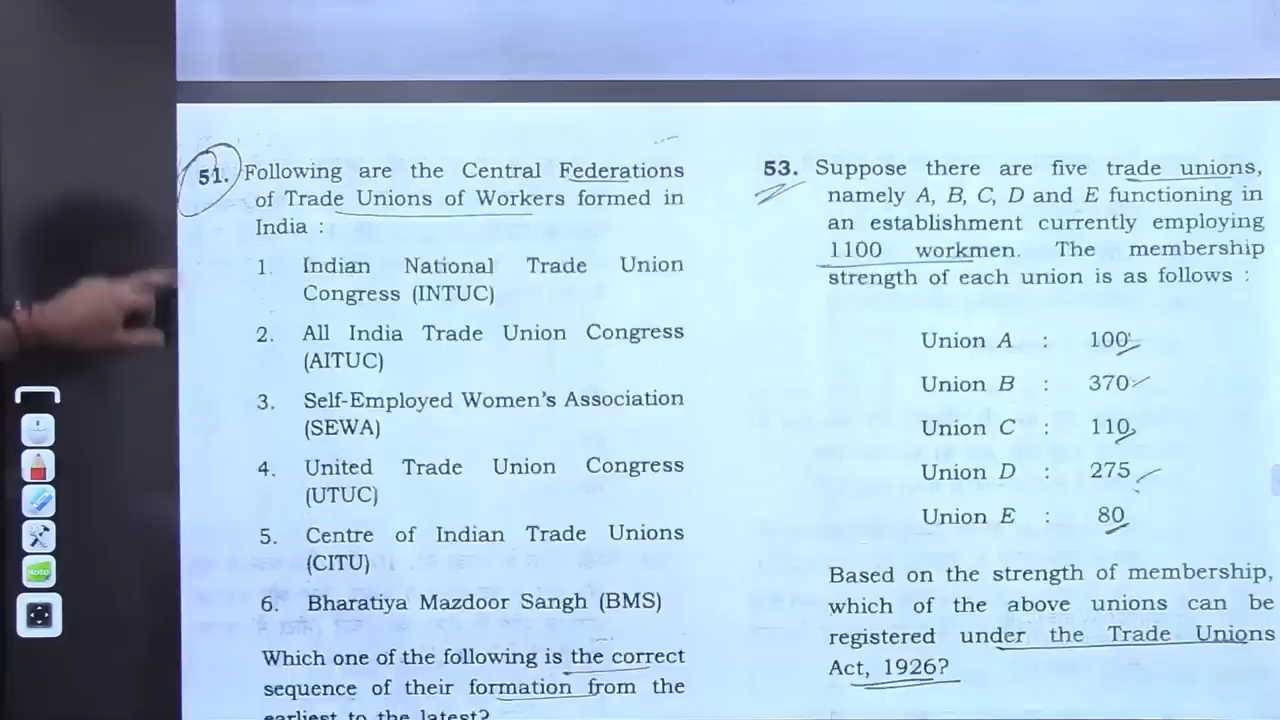 51. Following are the Central Federations
of Trade Unions of Workers formed in
India :
1. Indian National Trade Union
Congress (INTUC)
2. All India Trade Union Congress
(AITUC)
3. Self-Employed Women's Association
(SEWA)
4. United Trade Union Congress
(UTUC)
5. Centre of Indian Trade Unions
(CITU)
6. Bharatiya Mazdoor Sangh (BMS)
Which one of the following is the correct
sequence of their formation from the
earliest to the latest?
53. Suppose there are five trade unions,
namely A, B, C, D and E functioning in
an establishment currently employing
1100 workmen. The membership
strength of each union is as follows :
Union A : 100
Union B : 370
Union C : 110
Union D : 275
Union E : 80
Based on the strength of membership,
which of the above unions can be
registered under the Trade Unions
Act, 1926?
Note